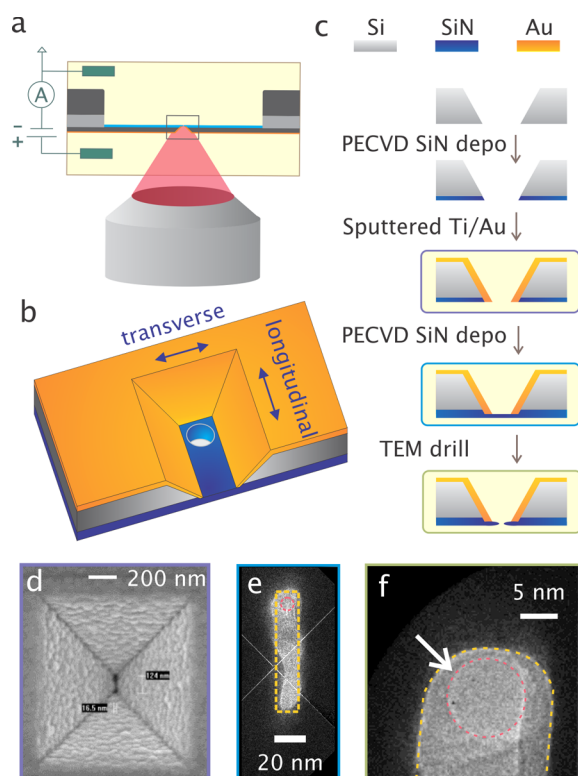 a
A
-
+
b
transverse
longitudinal
c
Si
SiN
Au
PECVD SiN depo
Sputtered Ti/Au
PECVD SiN depo
TEM drill
d
200 nm
124 nm
16.5 nm
e
20 nm
f
5 nm